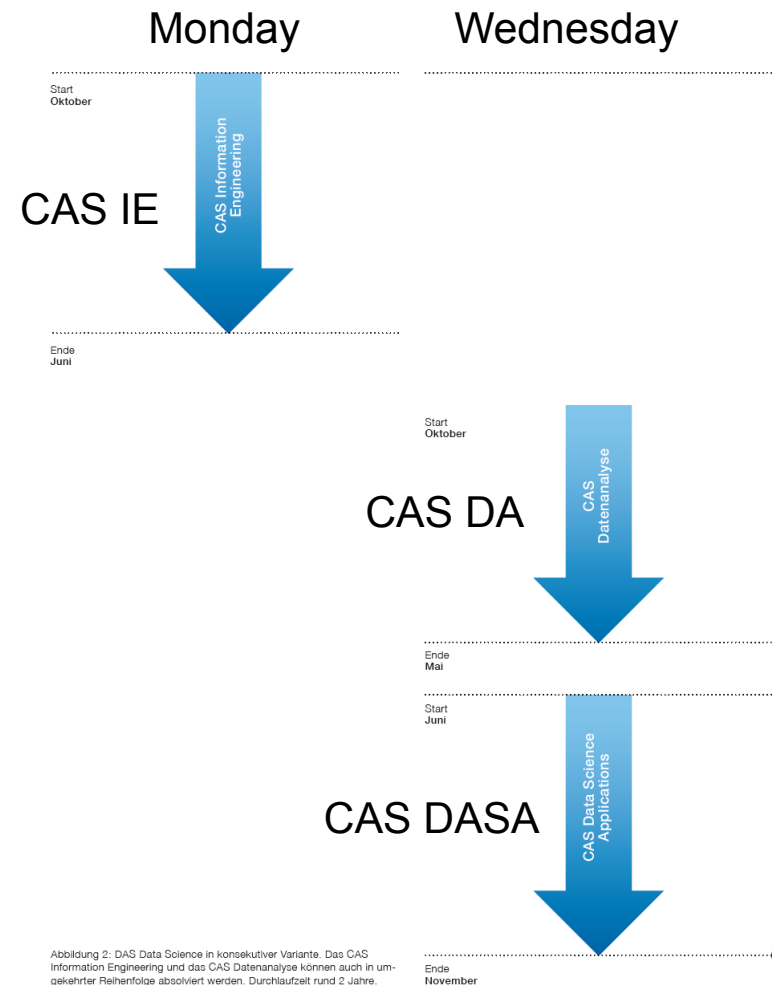 Monday
Wednesday
Start
Oktober
CAS Information
Engineering
CAS IE
Ende
Juni
Start
Oktober
CAS
Datenanalyse
CAS DA
Ende
Mai
Start
Juni
CAS Data Science
Applications
CAS DASA
Abbildung 2: DAS Data Science in konsekutiver Variante. Das CAS
Information Engineering und das CAS Datenanalyse können auch in um-
gekehrter Reihenfolge absolviert werden. Durchlaufzeit rund 2 Jahre.
Ende
November